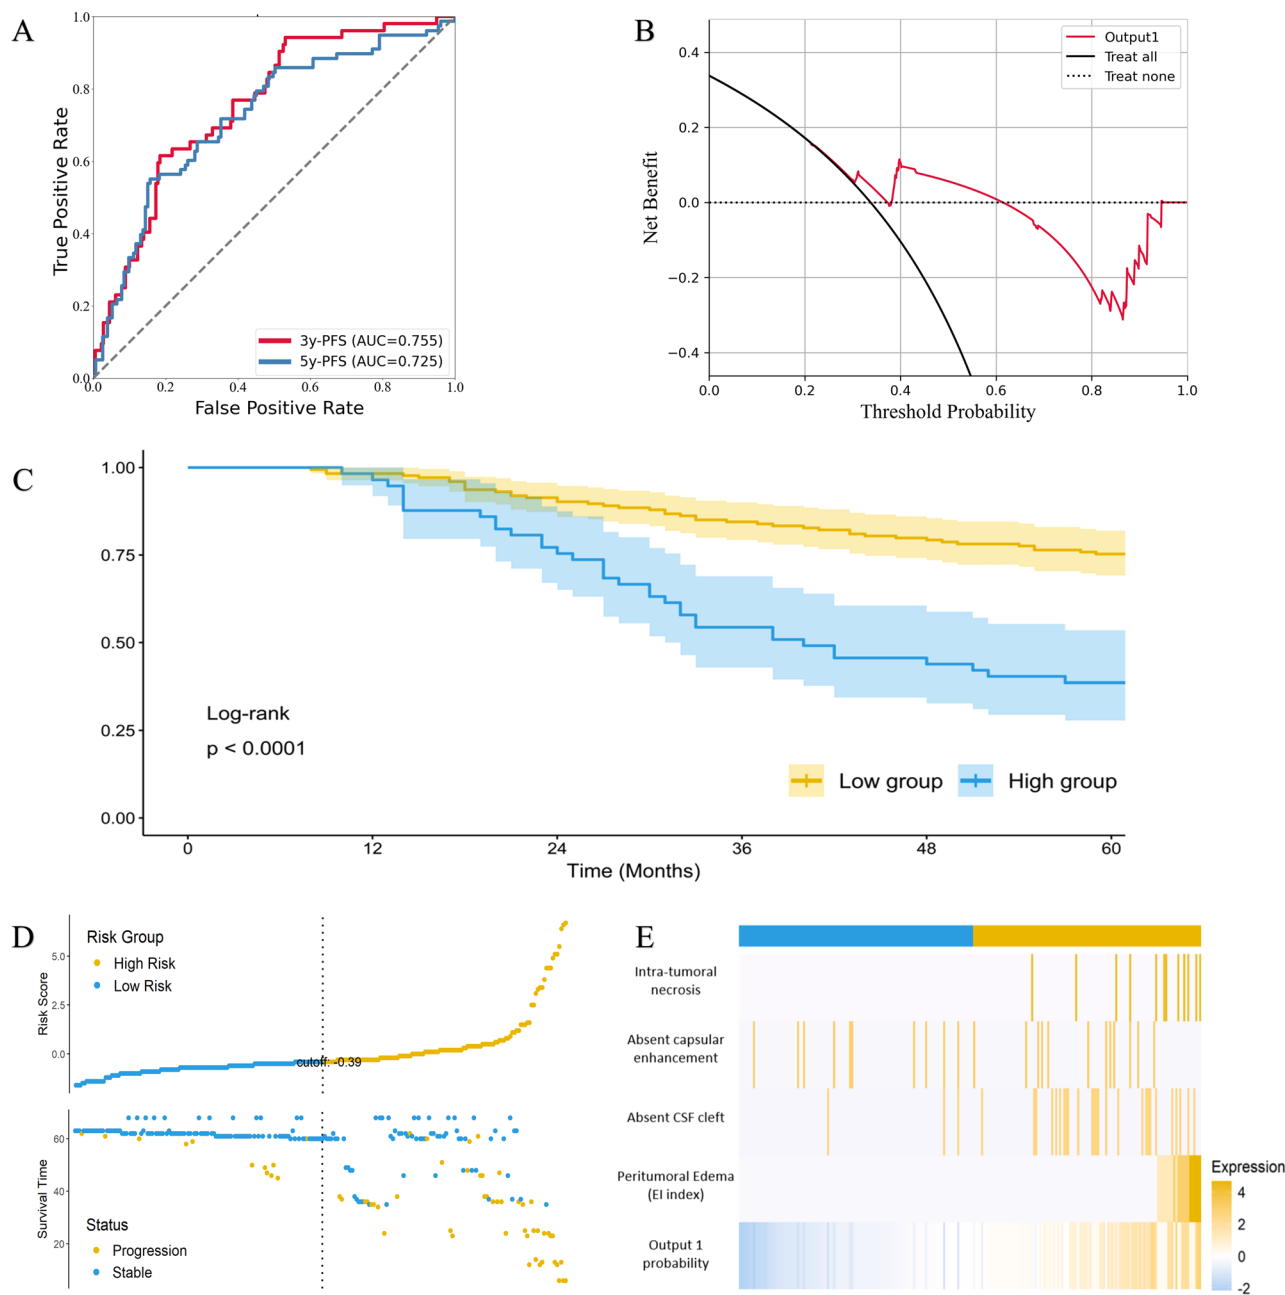 A
1.0
0.8
0.6
0.4
0.2
0.0
0.0
0.2
0.4
0.6
0.8
1.0
True Positive Rate
False Positive Rate
3y-PFS (AUC=0.755)
5y-PFS (AUC=0.725)
B
0.4
0.2
0.0
−0.2
−0.4
0.0
0.2
0.4
0.6
0.8
1.0
Net Benefit
Threshold Probability
Output1
Treat all
Treat none
C
1.00
0.75
0.50
0.25
0.00
0
12
24
36
48
60
Time (Months)
Log-rank
p < 0.0001
Low group
High group
D
Risk Group
High Risk
Low Risk
Risk Score
5.0
2.5
0.0
cutoff: -0.39
Survival Time
60
40
20
Status
Progression
Stable
E
Intra-tumoral
necrosis
Absent capsular
enhancement
Absent CSF cleft
Peritumoral Edema
(EI index)
Output 1
probability
Expression
4
2
0
-2